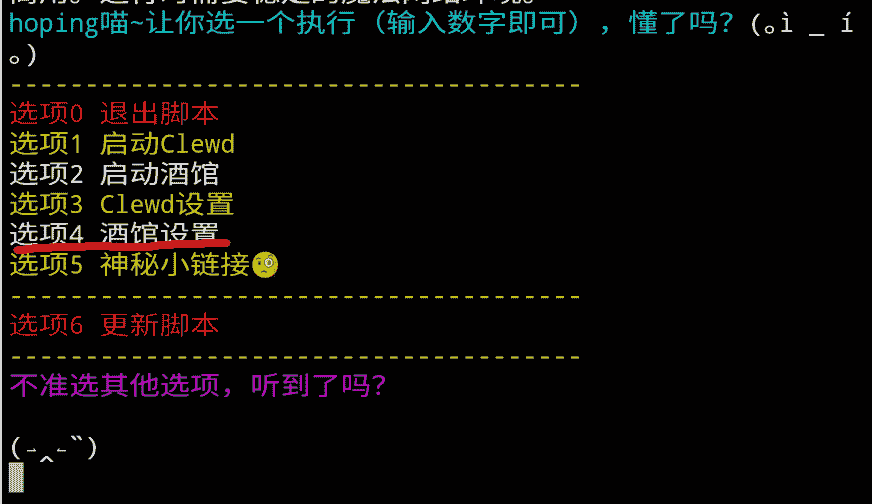 hoping喵~让你选一个执行（输入数字即可），懂了吗？(｡ì _ í
｡)
--------------------------------------
选项0 退出脚本
选项1 启动Clewd
选项2 启动酒馆
选项3 Clewd设置
选项4 酒馆设置
选项5 神秘小链接🧐
--------------------------------------
选项6 更新脚本
--------------------------------------
不准选其他选项，听到了吗？
(⇀‸↼‶)